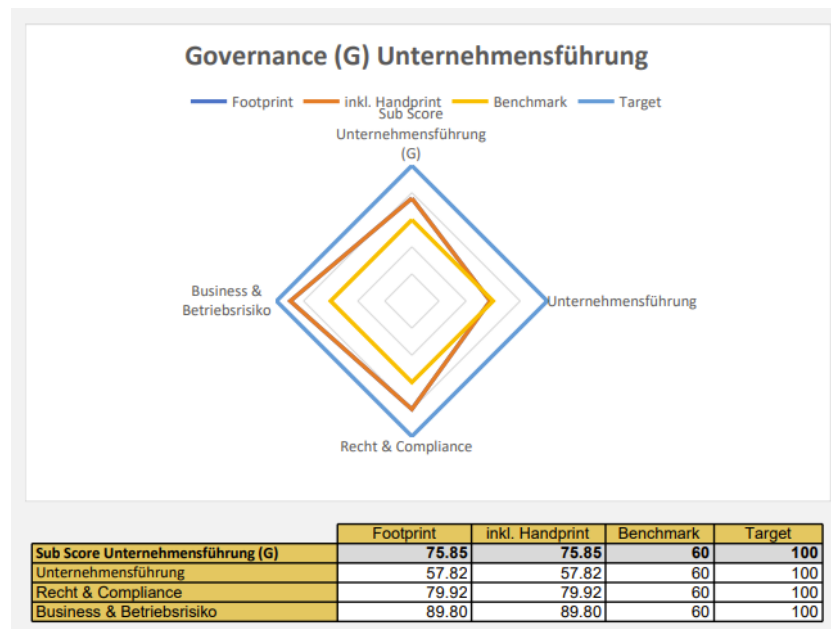 Governance (G) Unternehmensführung
Footprint inkl. Handprint Benchmark Target
Sub Score
Unternehmensführung
(G)
Business &
Betriebsrisiko
Unternehmensführung
Recht & Compliance
Footprint inkl. Handprint Benchmark Target
Sub Score Unternehmensführung (G) 75.85 75.85 60 100
Unternehmensführung 57.82 57.82 60 100
Recht & Compliance 79.92 79.92 60 100
Business & Betriebsrisiko 89.80 89.80 60 100